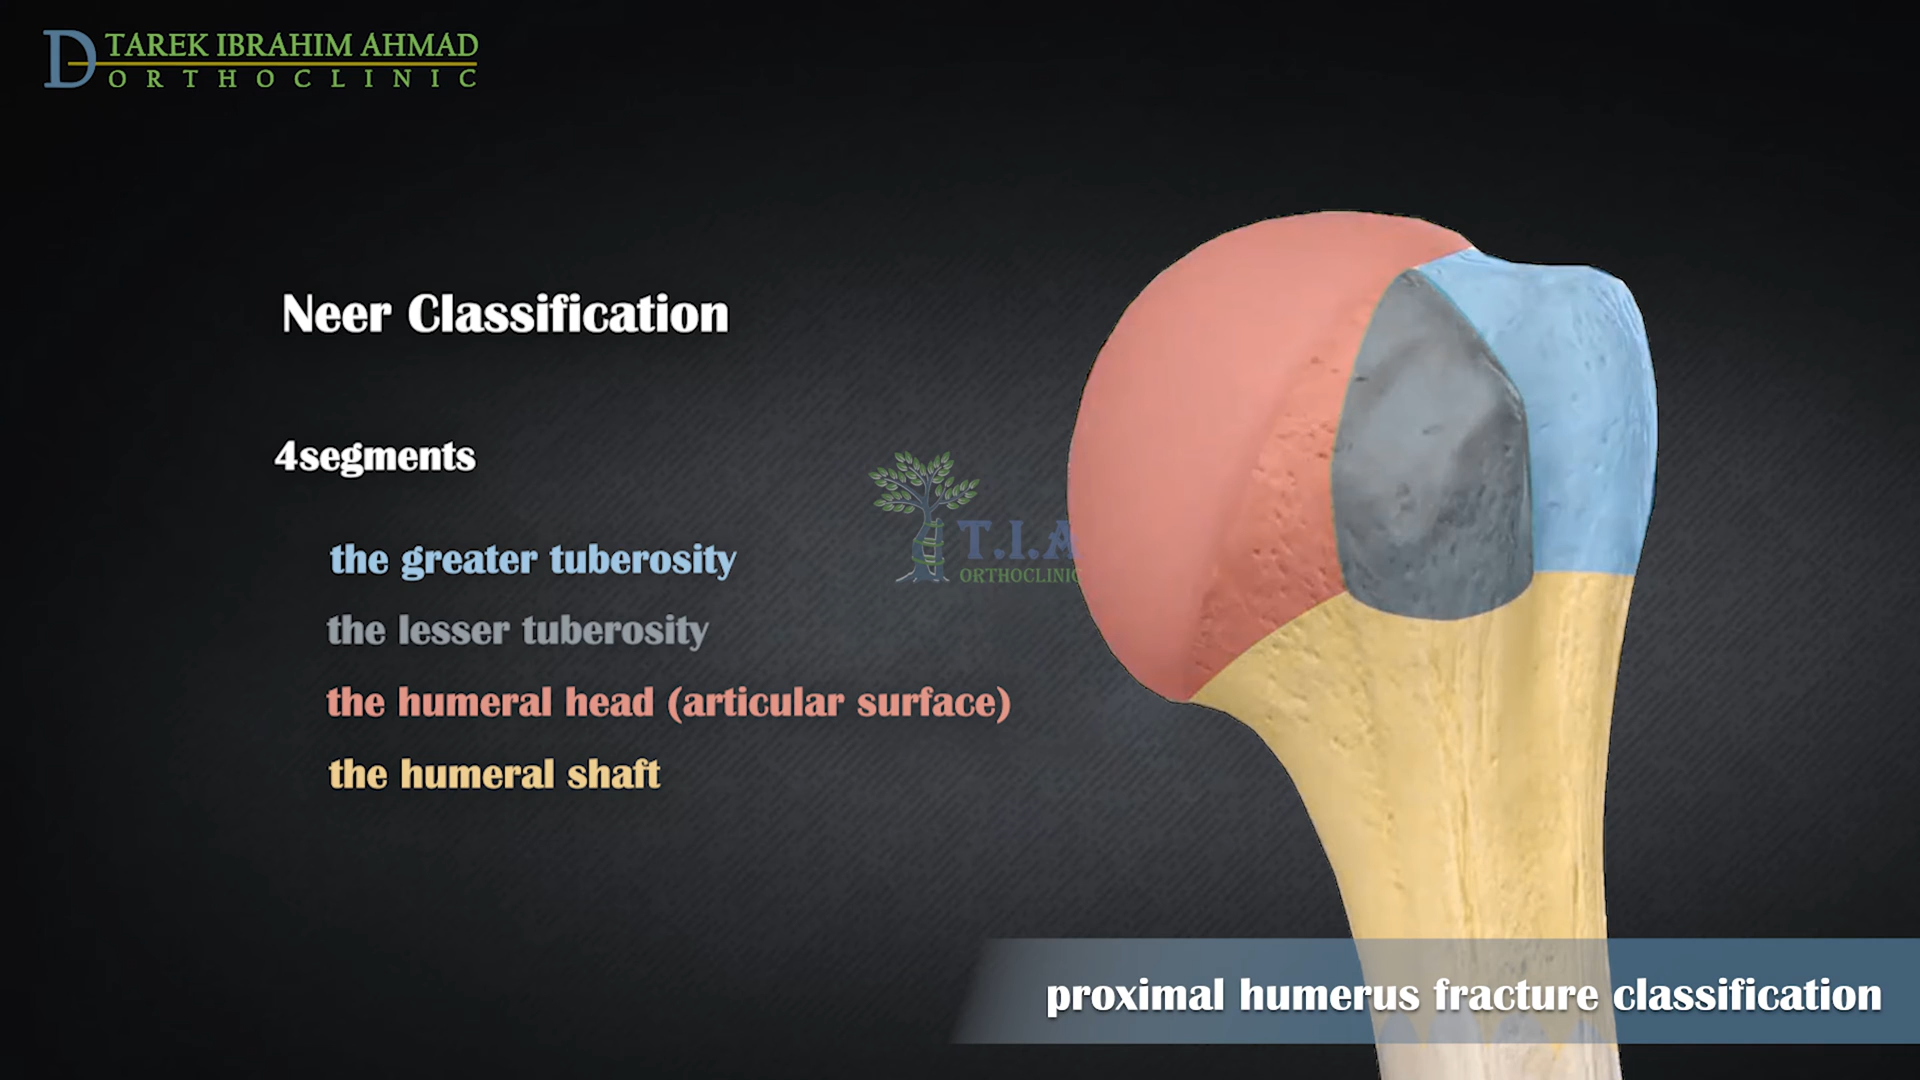 D TAREK IBRAHIM AHMAD
ORTHOCLINIC
Neer Classification
4segments
the greater tuberosity
the lesser tuberosity
the humeral head (articular surface)
the humeral shaft
T.I.A
ORTHOCLINIC
proximal humerus fracture classification